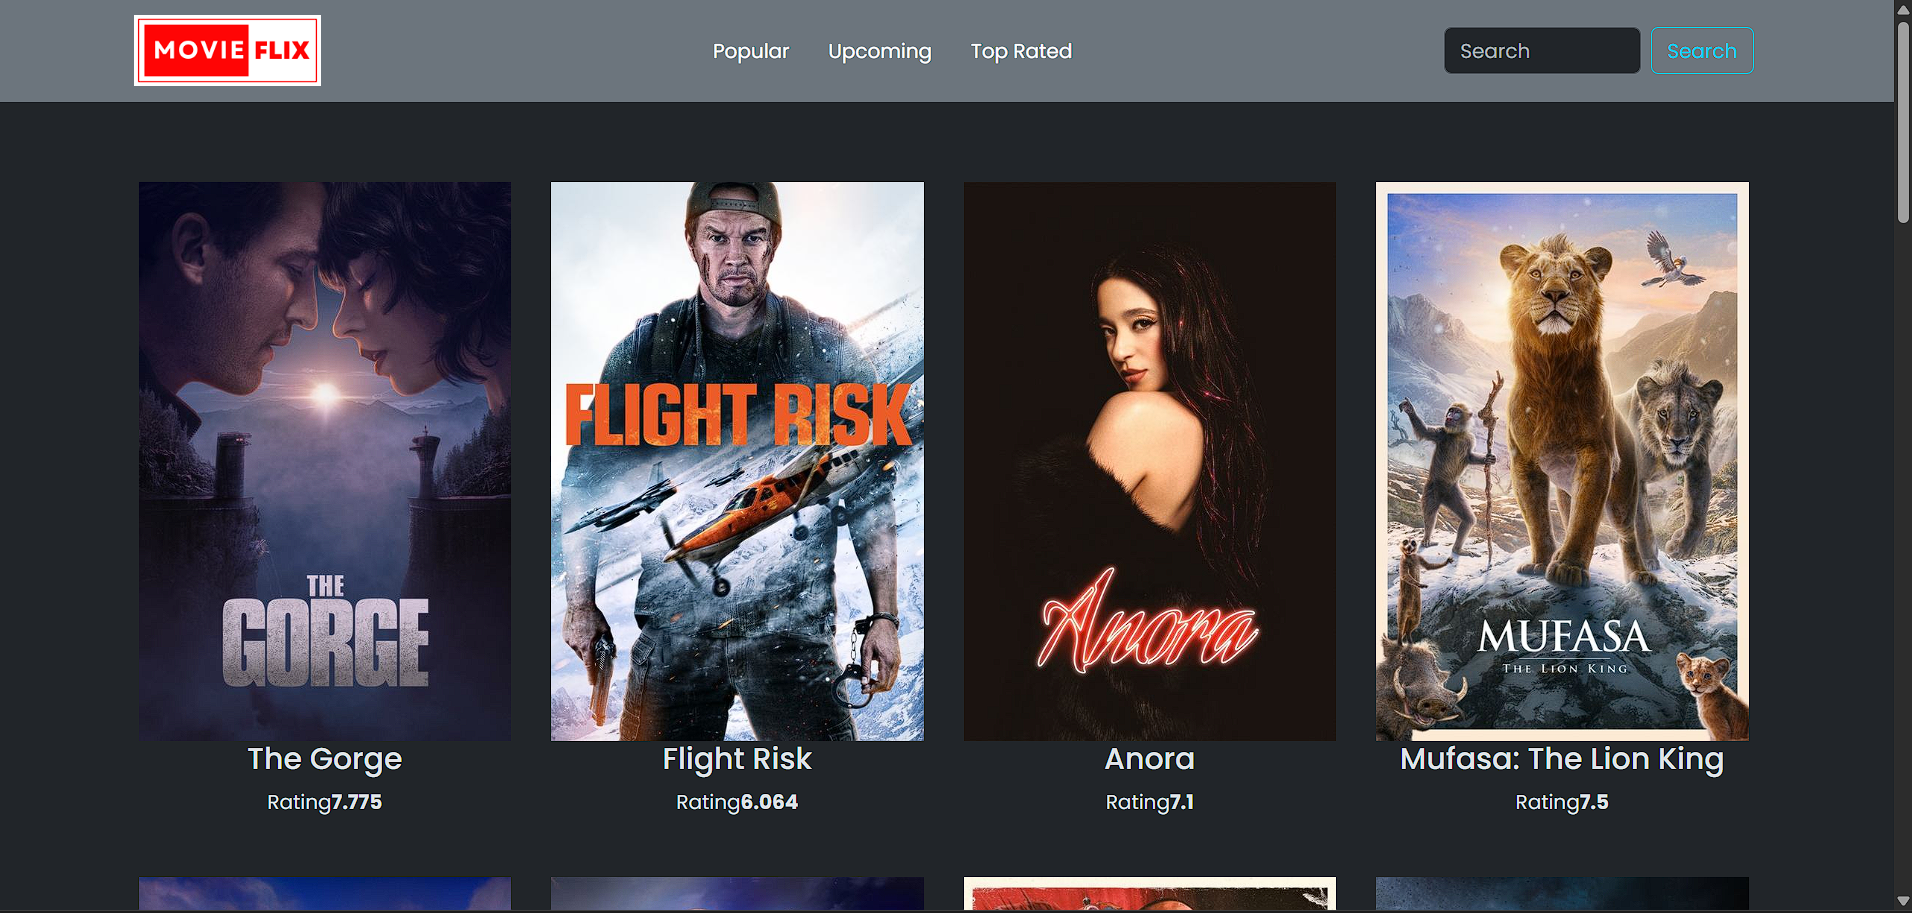 MOVIE FLIX
Popular Upcoming Top Rated
Search Search
FLIGHT RISK
THE
GORGE
Anora
MUFASA
THE LION KING
The Gorge Flight Risk Anora Mufasa: The Lion King
Rating7.775 Rating6.064 Rating7.1 Rating7.5